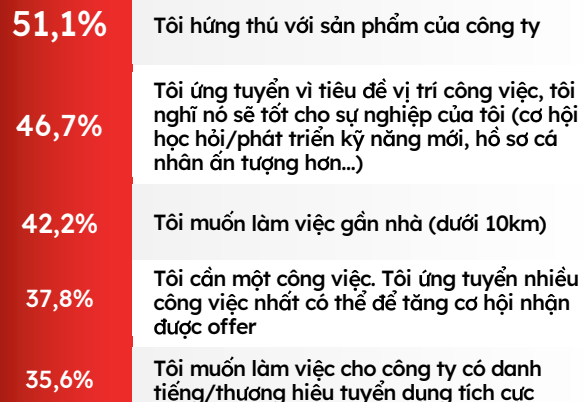 51,1%
Tôi hứng thú với sản phẩm của công ty
46,7%
Tôi ứng tuyển vì tiêu đề vị trí công việc, tôi
nghĩ nó sẽ tốt cho sự nghiệp của tôi (cơ hội
học hỏi/phát triển kỹ năng mới, hồ sơ cá
nhân ấn tượng hơn...)
42,2%
Tôi muốn làm việc gần nhà (dưới 10km)
37,8%
Tôi cần một công việc. Tôi ứng tuyển nhiều
công việc nhất có thể để tăng cơ hội nhận
được offer
35,6%
Tôi muốn làm việc cho công ty có danh
tiếng/thương hiệu tuyển dụng tích cực